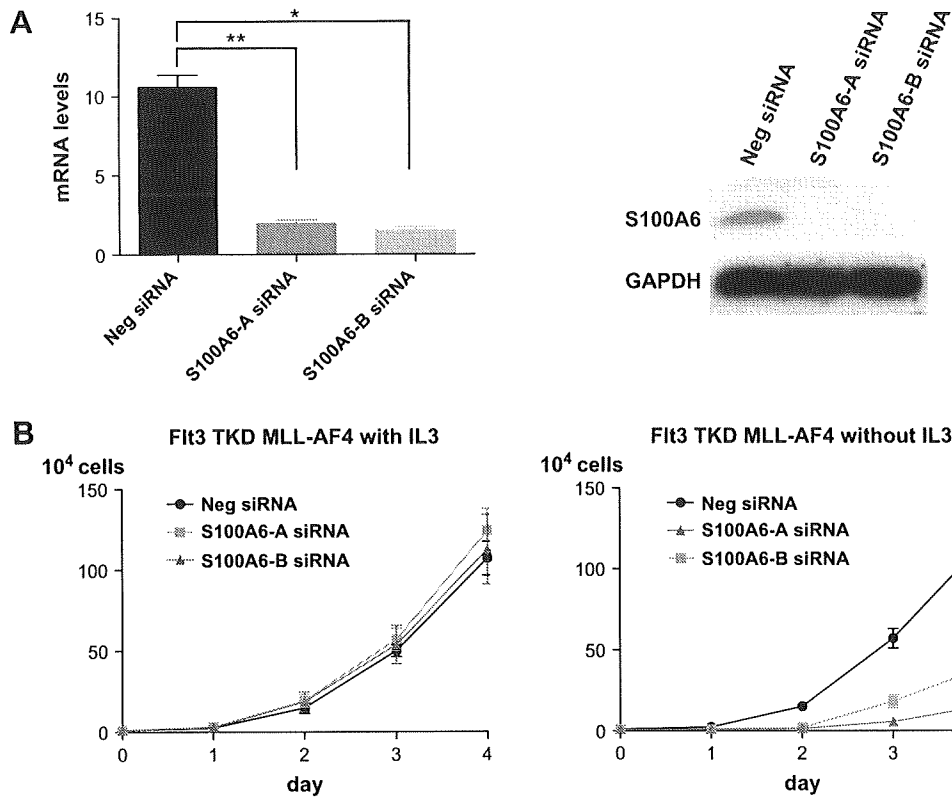 A
15
10
5
0
mRNA levels
*
**
Neg siRNA
S100A6-A siRNA
S100A6-B siRNA
Neg siRNA
S100A6-A siRNA
S100A6-B siRNA
S100A6
GAPDH
B
Flt3 TKD MLL-AF4 with IL3
10⁴ cells
150
100
50
0
Neg siRNA
S100A6-A siRNA
S100A6-B siRNA
0 1 2 3 4
day
Flt3 TKD MLL-AF4 without IL3
10⁴ cells
150
100
50
0
Neg siRNA
S100A6-A siRNA
S100A6-B siRNA
0 1 2 3
day